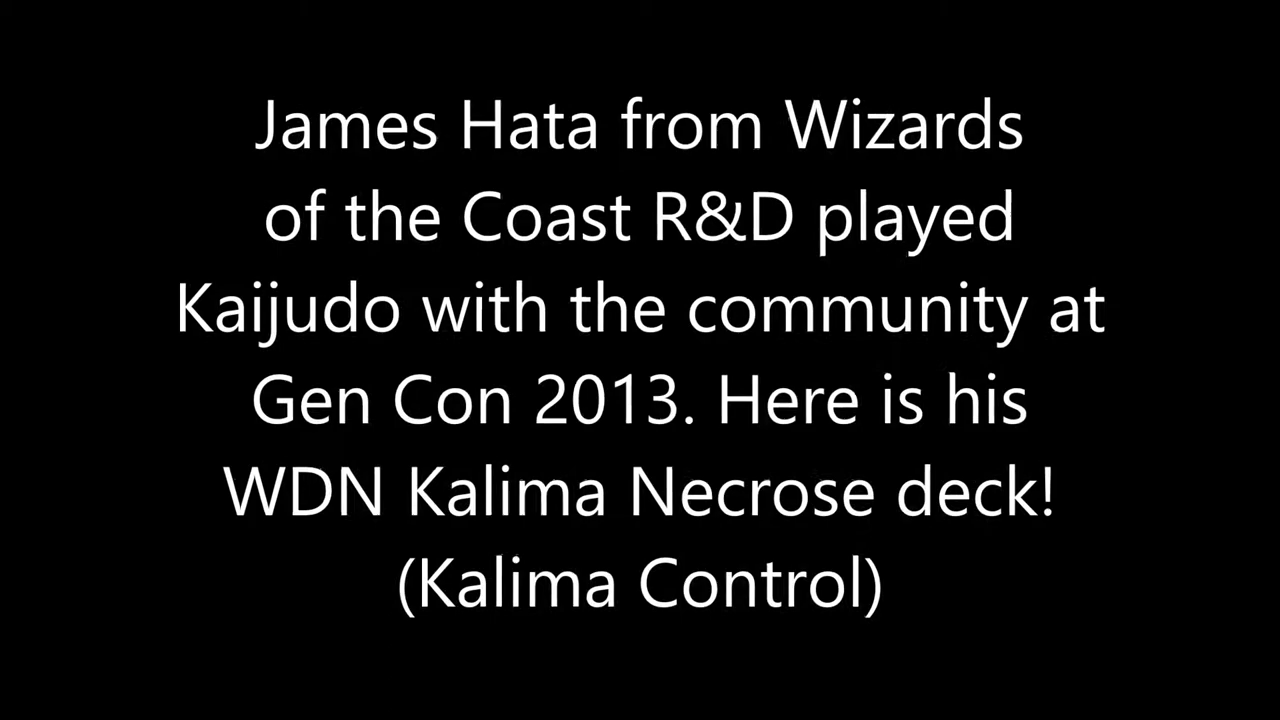 James Hata from Wizards
of the Coast R&D played
Kaijudo with the community at
Gen Con 2013. Here is his
WDN Kalima Necrose deck!
(Kalima Control)